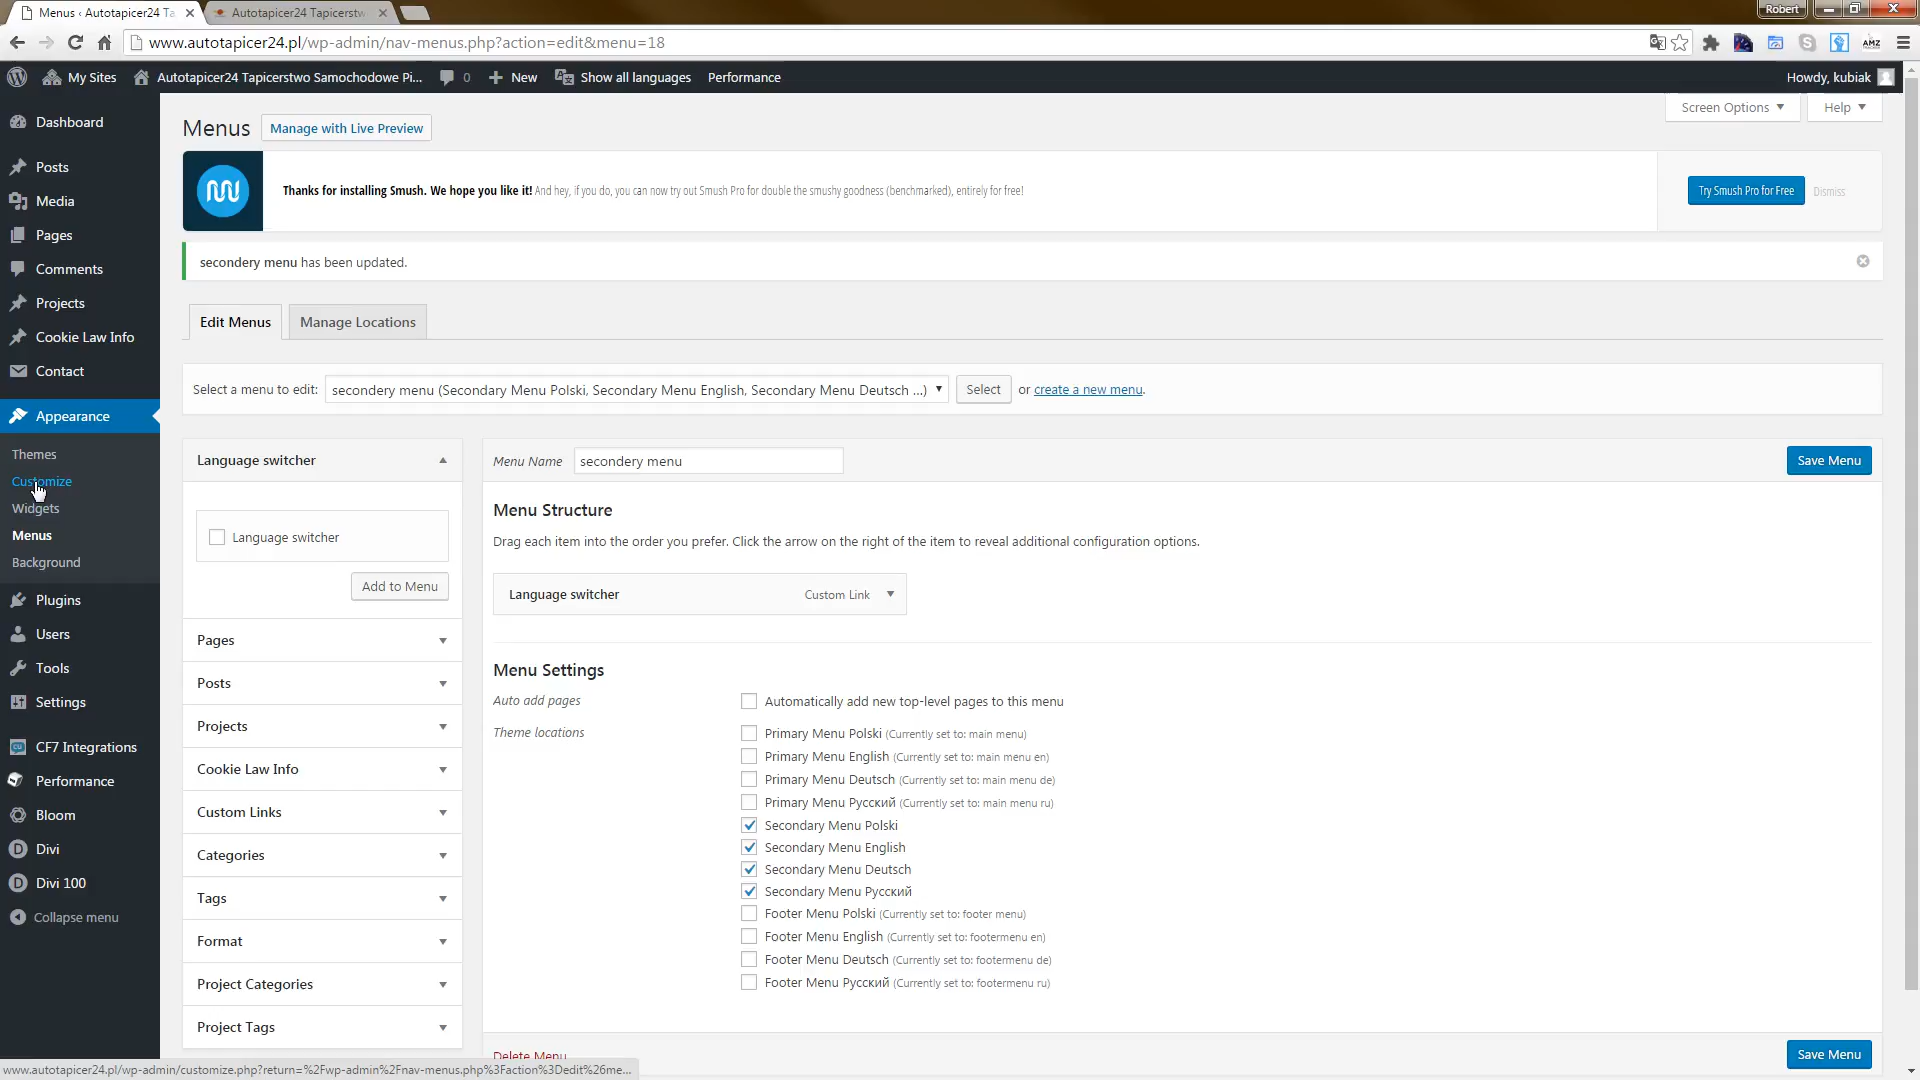 Menus ‹ Autotapicer24 Ta
Autotapicer24 Tapicerstw
Robert
www.autotapicer24.pl/wp-admin/nav-menus.php?action=edit&menu=18
AMZ
My Sites
Autotapicer24 Tapicerstwo Samochodowe Pi...
0
New
Show all languages
Performance
Howdy, kubiak
Dashboard
Posts
Media
Pages
Comments
Projects
Cookie Law Info
Contact
Appearance
Themes
Customize
Widgets
Menus
Background
Plugins
Users
Tools
Settings
CF7 Integrations
Performance
Bloom
Divi
Divi 100
Collapse menu
Screen Options
Help
Menus
Manage with Live Preview
Thanks for installing Smush. We hope you like it! And hey, if you do, you can now try out Smush Pro for double the smushy goodness (benchmarked), entirely for free!
Try Smush Pro for Free
Dismiss
secondery menu has been updated.
Edit Menus
Manage Locations
Select a menu to edit:
secondery menu (Secondary Menu Polski, Secondary Menu English, Secondary Menu Deutsch ...)
Select
or create a new menu.
Language switcher
Language switcher
Add to Menu
Pages
Posts
Projects
Cookie Law Info
Custom Links
Categories
Tags
Format
Project Categories
Project Tags
Menu Name
secondery menu
Save Menu
Menu Structure
Drag each item into the order you prefer. Click the arrow on the right of the item to reveal additional configuration options.
Language switcher
Custom Link
Menu Settings
Auto add pages
Automatically add new top-level pages to this menu
Theme locations
Primary Menu Polski (Currently set to: main menu)
Primary Menu English (Currently set to: main menu en)
Primary Menu Deutsch (Currently set to: main menu de)
Primary Menu Русский (Currently set to: main menu ru)
Secondary Menu Polski
Secondary Menu English
Secondary Menu Deutsch
Secondary Menu Русский
Footer Menu Polski (Currently set to: footer menu)
Footer Menu English (Currently set to: footermenu en)
Footer Menu Deutsch (Currently set to: footermenu de)
Footer Menu Русский (Currently set to: footermenu ru)
Delete Menu
Save Menu
www.autotapicer24.pl/wp-admin/customize.php?return=%2Fwp-admin%2Fnav-menus.php%3Faction%3Dedit%26me...